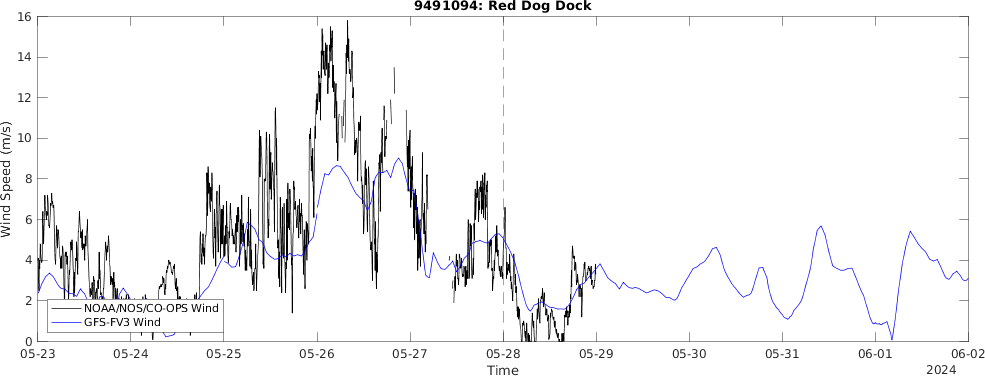 9491094: Red Dog Dock
Wind Speed (m/s)
16
14
12
10
8
6
4
2
0
NOAA/NOS/CO-OPS Wind
GFS-FV3 Wind
05-23 05-24 05-25 05-26 05-27 05-28 05-29 05-30 05-31 06-01 06-02
Time
2024